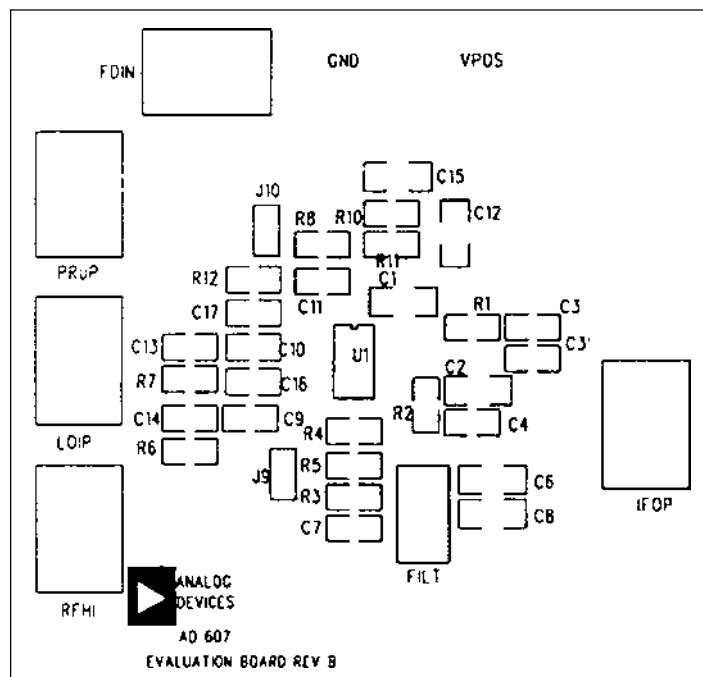 FDIN
GND
VPOS
C15
J10
R8
R10
C12
PRUP
R11
R12
C11
C1
C17
R1
C3
C13
C10
U1
C3'
R7
C16
C2
C14
C9
R4
R2
C4
LOIP
R6
J9
R5
R3
C6
C7
C8
IFOP
FILT
RFHI
ANALOG
DEVICES
AD 607
EVALUATION BOARD REV B